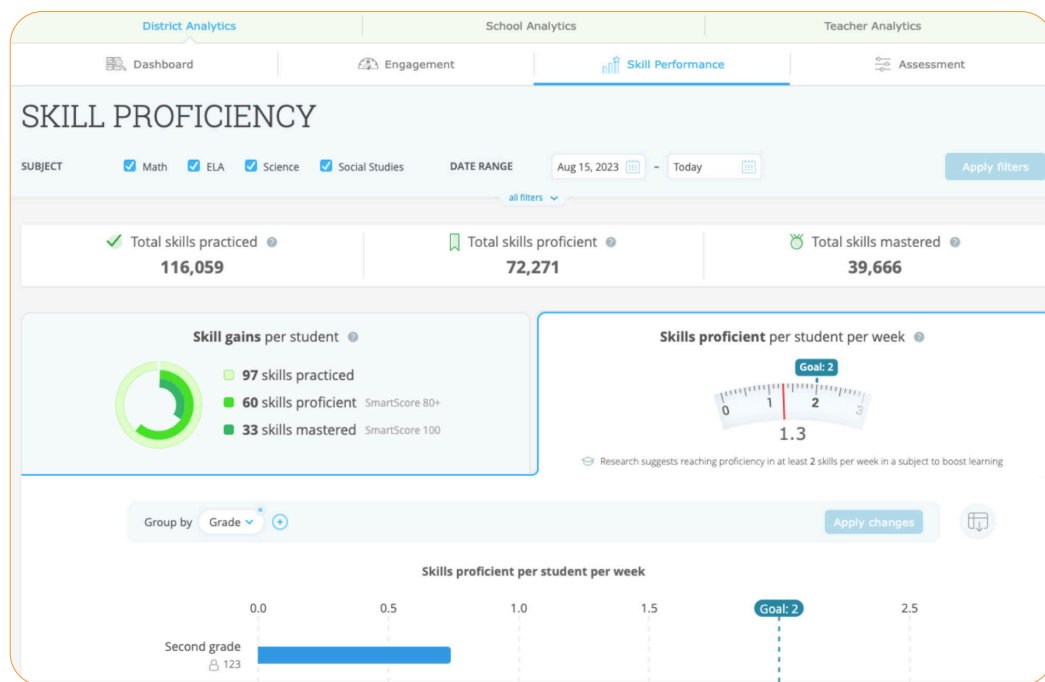 District Analytics School Analytics Teacher Analytics
Dashboard Engagement Skill Performance Assessment
SKILL PROFICIENCY
SUBJECT Math ELA Science Social Studies DATE RANGE Aug 15, 2023 – Today Apply filters
all filters
Total skills practiced ? Total skills proficient ? Total skills mastered ?
116,059 72,271 39,666
Skill gains per student ?
97 skills practiced
60 skills proficient SmartScore 80+
33 skills mastered SmartScore 100
Skills proficient per student per week ?
Goal: 2
0 1 2 3
1.3
Research suggests reaching proficiency in at least 2 skills per week in a subject to boost learning
Group by Grade × + Apply changes
Skills proficient per student per week
0.0 0.5 1.0 1.5 Goal: 2 2.5
Second grade
123